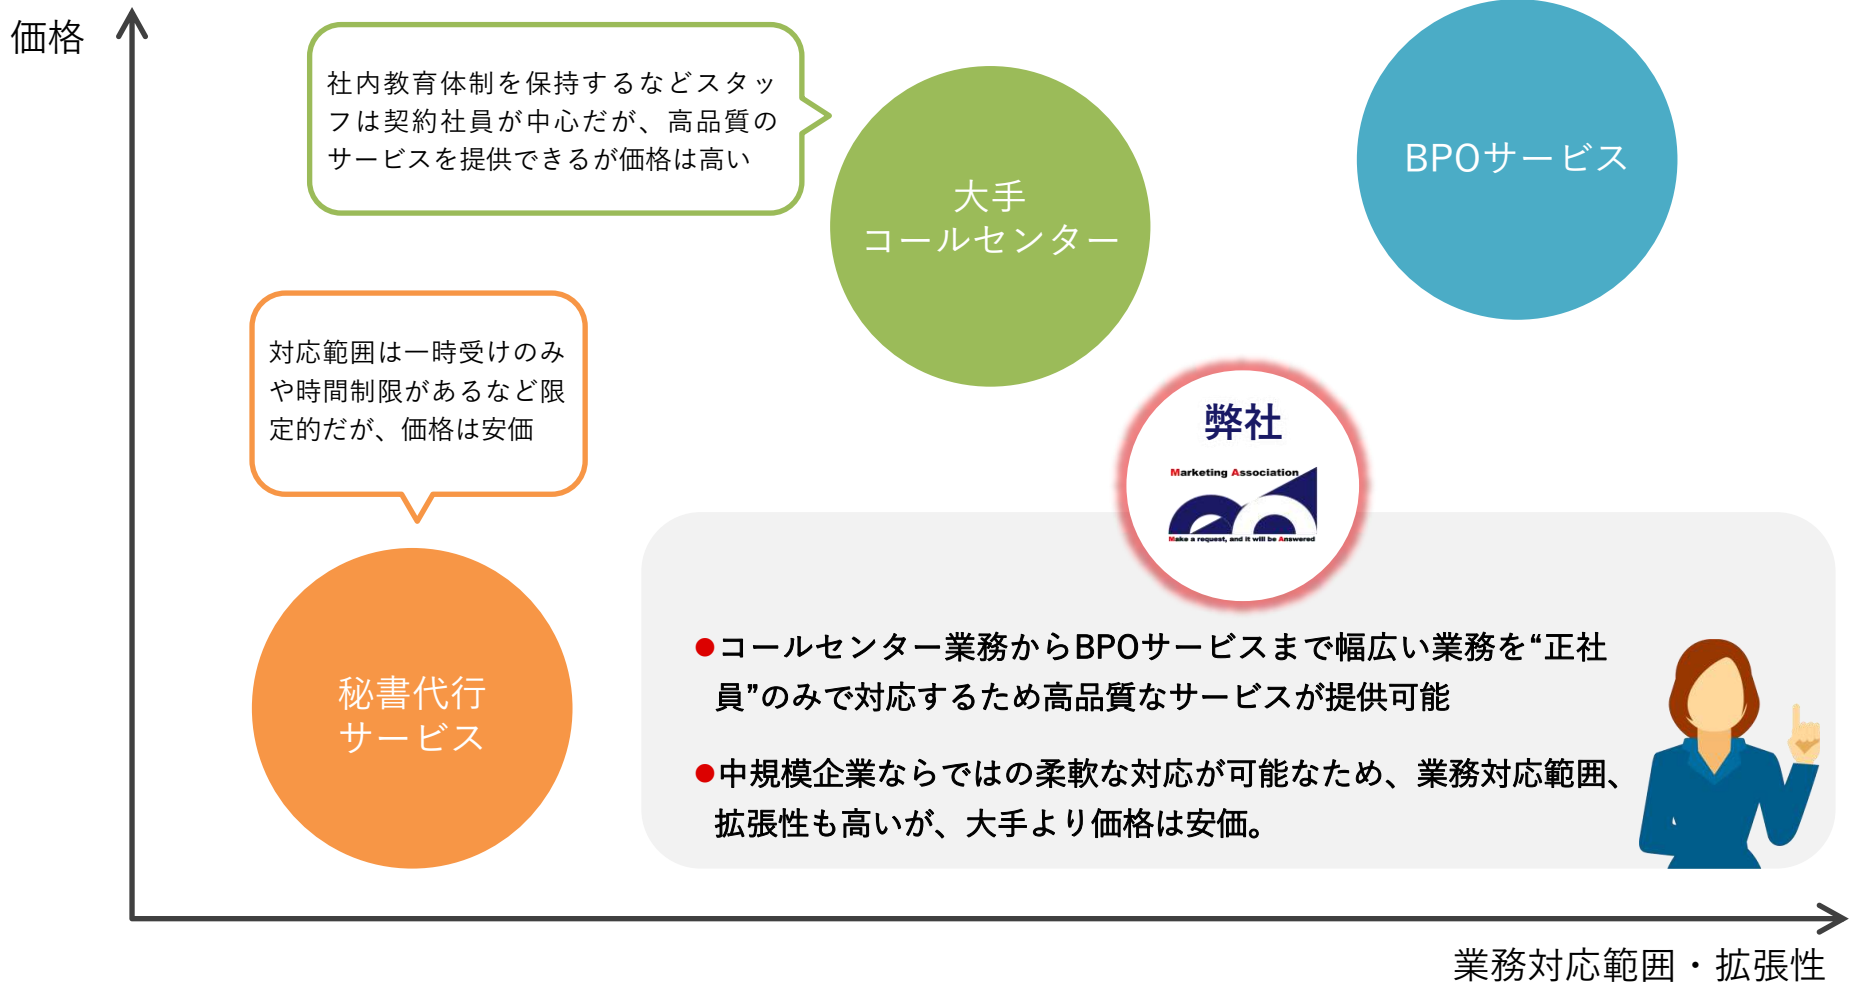 価格
社内教育体制を保持するなどスタッ
フは契約社員が中心だが、高品質の
サービスを提供できるが価格は高い
大手
コールセンター
BPOサービス
対応範囲は一時受けのみ
や時間制限があるなど限
定的だが、価格は安価
弊社
Marketing Association
Make a request, and it will be Answered
秘書代行
サービス
●コールセンター業務からBPOサービスまで幅広い業務を“正社
員”のみで対応するため高品質なサービスが提供可能
●中規模企業ならではの柔軟な対応が可能なため、業務対応範囲、
拡張性も高いが、大手より価格は安価。
業務対応範囲・拡張性